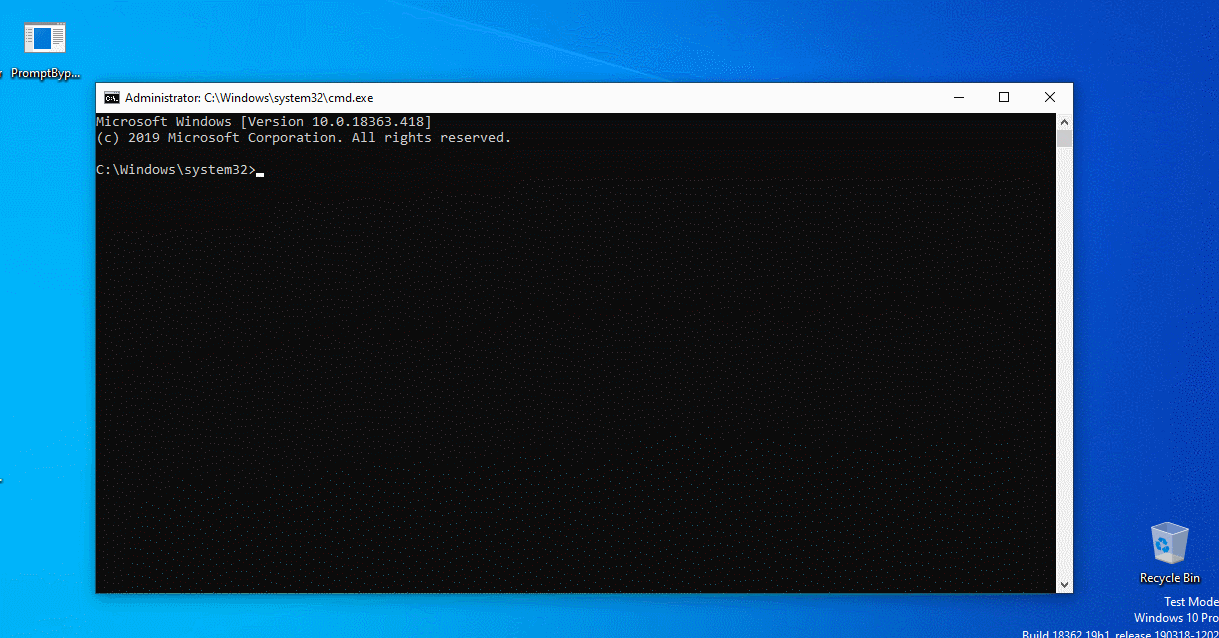 PromptByp...
Administrator: C:\Windows\system32\cmd.exe
Microsoft Windows [Version 10.0.18363.418]
(c) 2019 Microsoft Corporation. All rights reserved.
C:\Windows\system32>
Recycle Bin
Test Mode
Windows 10 Pro
Build 18362.19h1_release.190318-1202